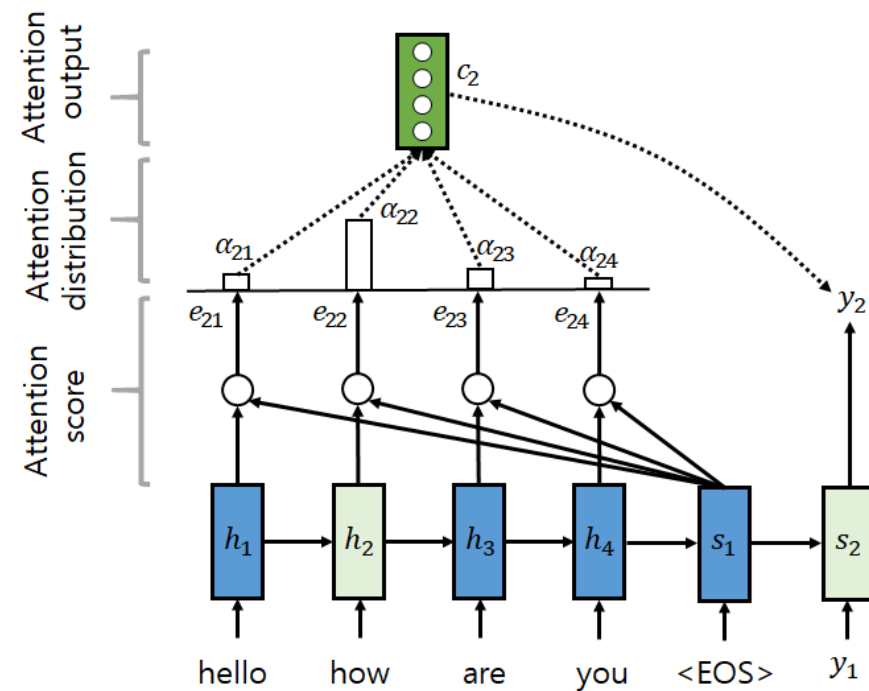 Attention output
c₂
Attention distribution
α₂₁
α₂₂
α₂₃
α₂₄
e₂₁
e₂₂
e₂₃
e₂₄
y₂
Attention score
h₁
h₂
h₃
h₄
s₁
s₂
hello how are you <EOS> y₁